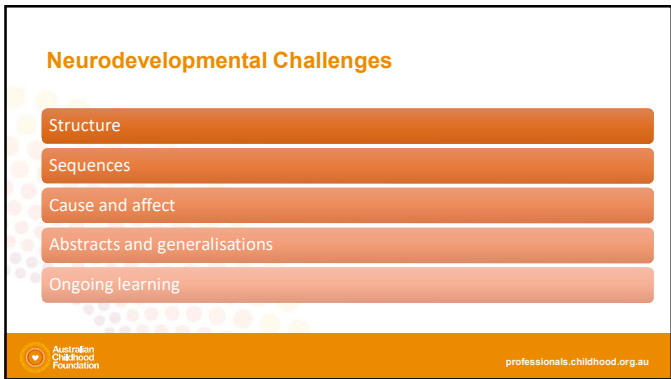 Neurodevelopmental Challenges
Structure
Sequences
Cause and affect
Abstracts and generalisations
Ongoing learning
Australian
Childhood
Foundation
professionals.childhood.org.au